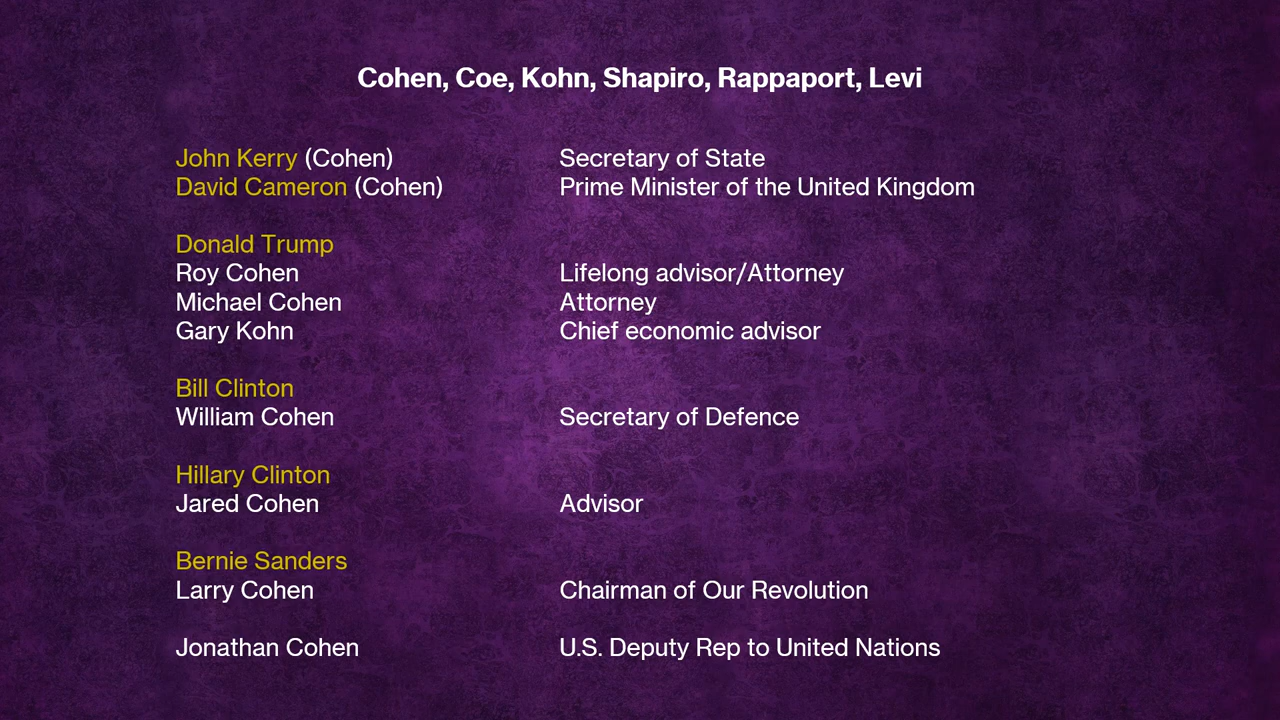 Cohen, Coe, Kohn, Shapiro, Rappaport, Levi
John Kerry (Cohen) Secretary of State
David Cameron (Cohen) Prime Minister of the United Kingdom
Donald Trump
Roy Cohen Lifelong advisor/Attorney
Michael Cohen Attorney
Gary Kohn Chief economic advisor
Bill Clinton
William Cohen Secretary of Defence
Hillary Clinton
Jared Cohen Advisor
Bernie Sanders
Larry Cohen Chairman of Our Revolution
Jonathan Cohen U.S. Deputy Rep to United Nations